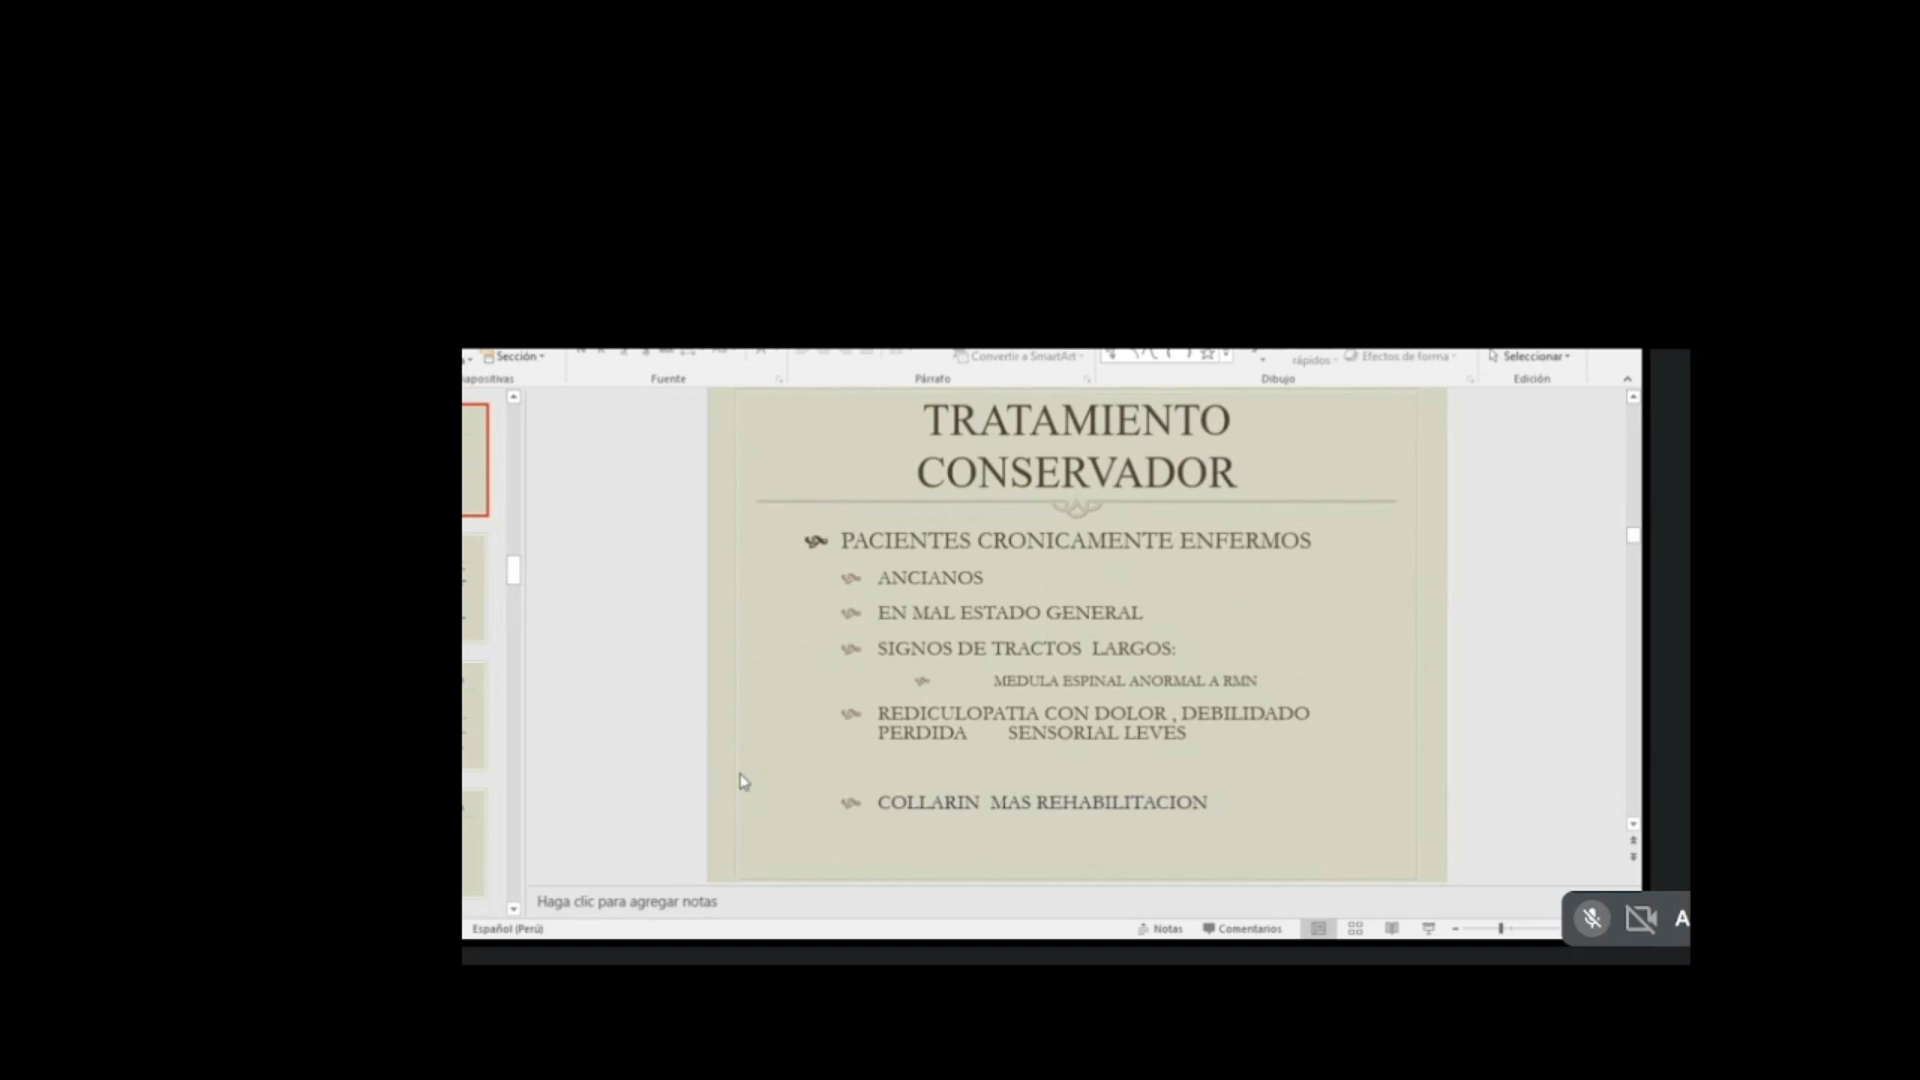 Sección
Convertir a SmartArt
rápidos
Efectos de forma
Seleccionar
iapositivas
Fuente
Párrafo
Dibujo
Edición
TRATAMIENTO
CONSERVADOR
PACIENTES CRONICAMENTE ENFERMOS
ANCIANOS
EN MAL ESTADO GENERAL
SIGNOS DE TRACTOS LARGOS:
MEDULA ESPINAL ANORMAL A RMN
REDICULOPATIA CON DOLOR , DEBILIDADO
PERDIDA SENSORIAL LEVES
COLLARIN MAS REHABILITACION
Haga clic para agregar notas
A
Español (Perú)
Notas
Comentarios